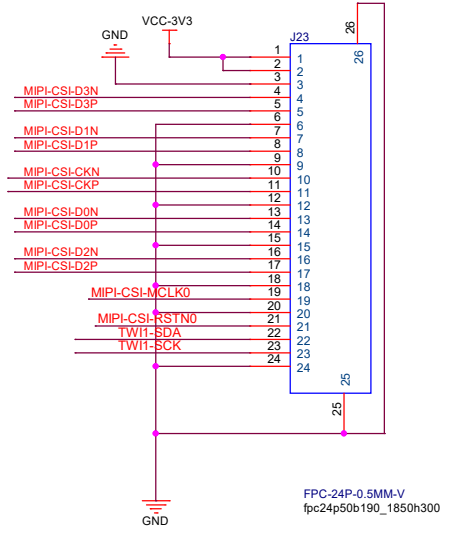 VCC-3V3
GND
J23
26
26
1 1
2 2
3 3
MIPI-CSI-D3N 4 4
MIPI-CSI-D3P 5 5
6 6
MIPI-CSI-D1N 7 7
MIPI-CSI-D1P 8 8
9 9
MIPI-CSI-CKN 10 10
MIPI-CSI-CKP 11 11
12 12
MIPI-CSI-D0N 13 13
MIPI-CSI-D0P 14 14
15 15
MIPI-CSI-D2N 16 16
MIPI-CSI-D2P 17 17
18 18
MIPI-CSI-MCLK0 19 19
20 20
MIPI-CSI-RSTN0 21 21
TWI1-SDA 22 22
TWI1-SCK 23 23
24 24
25
25
FPC-24P-0.5MM-V
fpc24p50b190_1850h300
GND